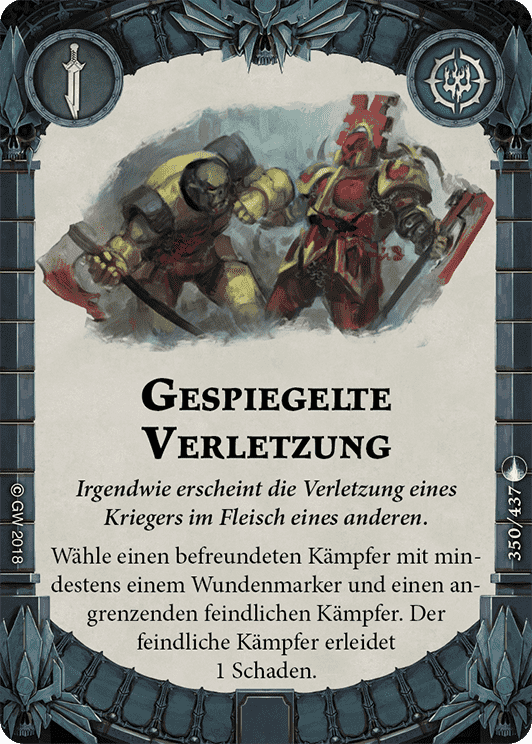 GESPIEGELTE
VERLETZUNG
Irgendwie erscheint die Verletzung eines
Kriegers im Fleisch eines anderen.
Wähle einen befreundeten Kämpfer mit min-
destens einem Wundenmarker und einen an-
grenzenden feindlichen Kämpfer. Der
feindliche Kämpfer erleidet
1 Schaden.
©GW 2018
350/437